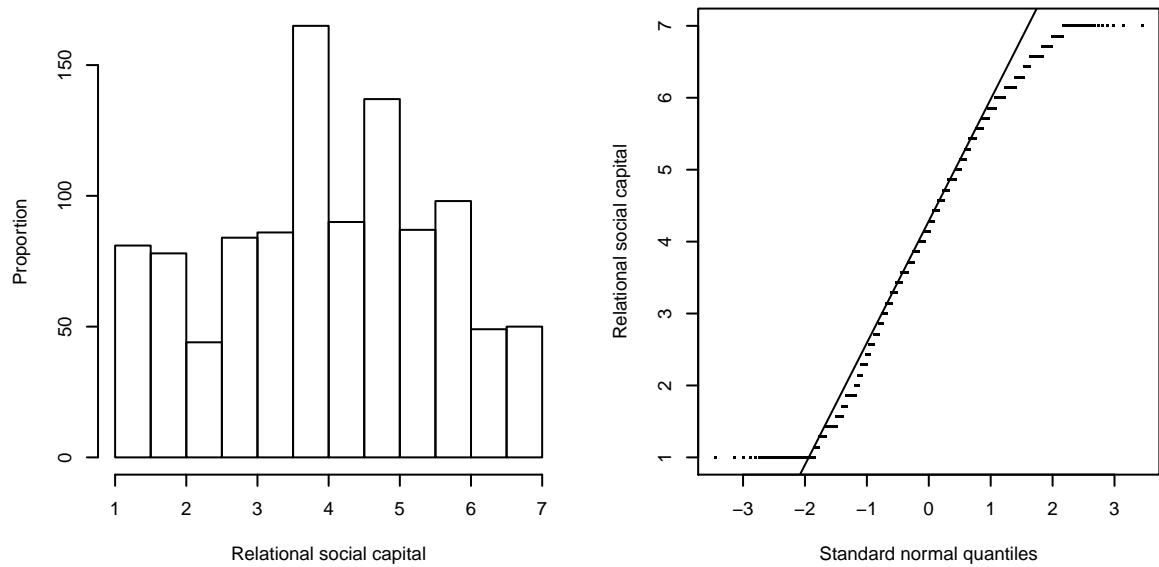 Proportion
150
100
50
0
1 2 3 4 5 6 7
Relational social capital
Relational social capital
7
6
5
4
3
2
1
−3 −2 −1 0 1 2 3
Standard normal quantiles